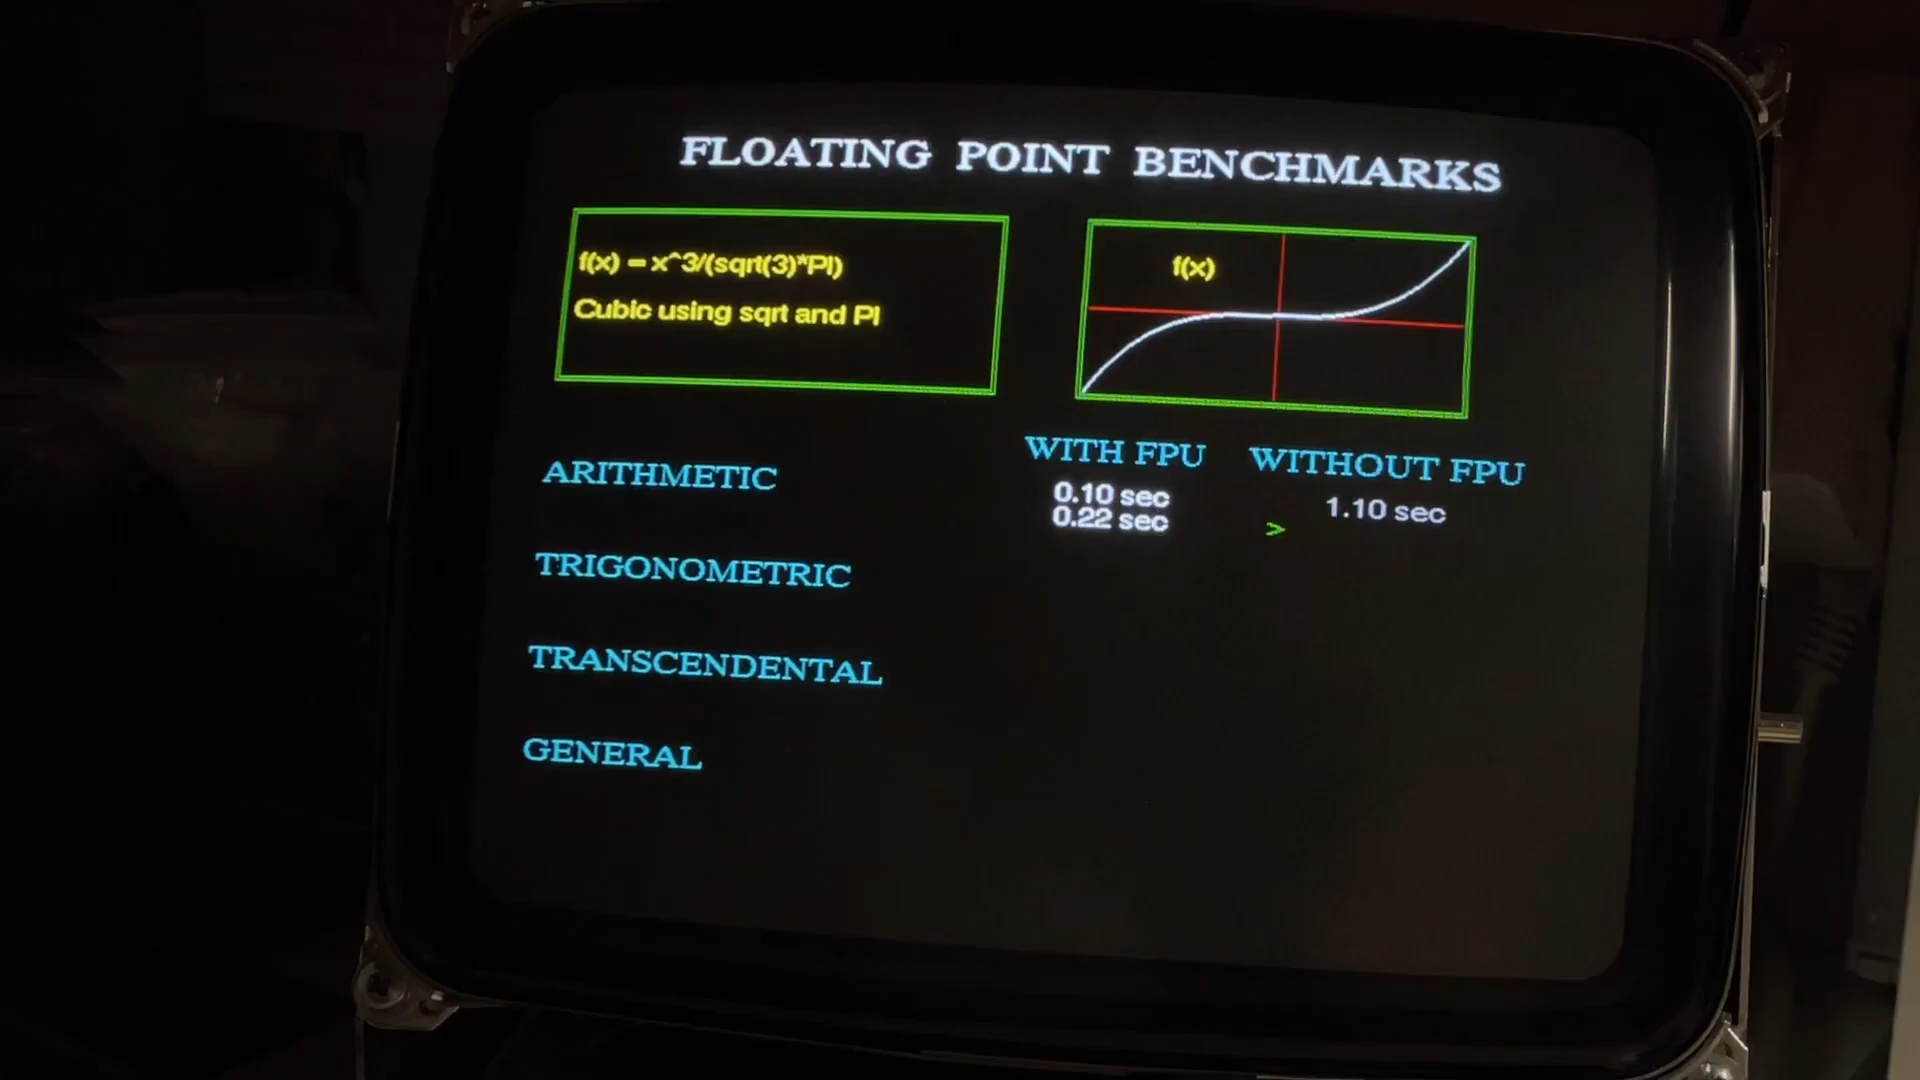 FLOATING POINT BENCHMARKS
f(x) = x^3/(sqrt(3)*PI)
Cubic using sqrt and PI
f(x)
WITH FPU WITHOUT FPU
ARITHMETIC
0.10 sec 1.10 sec
0.22 sec >
TRIGONOMETRIC
TRANSCENDENTAL
GENERAL